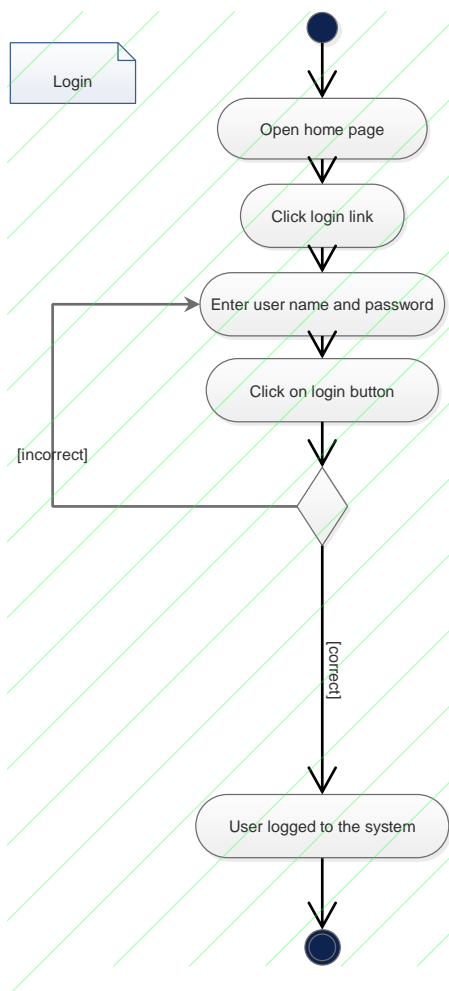 Login
Open home page
Click login link
Enter user name and password
Click on login button
[incorrect]
[correct]
User logged to the system